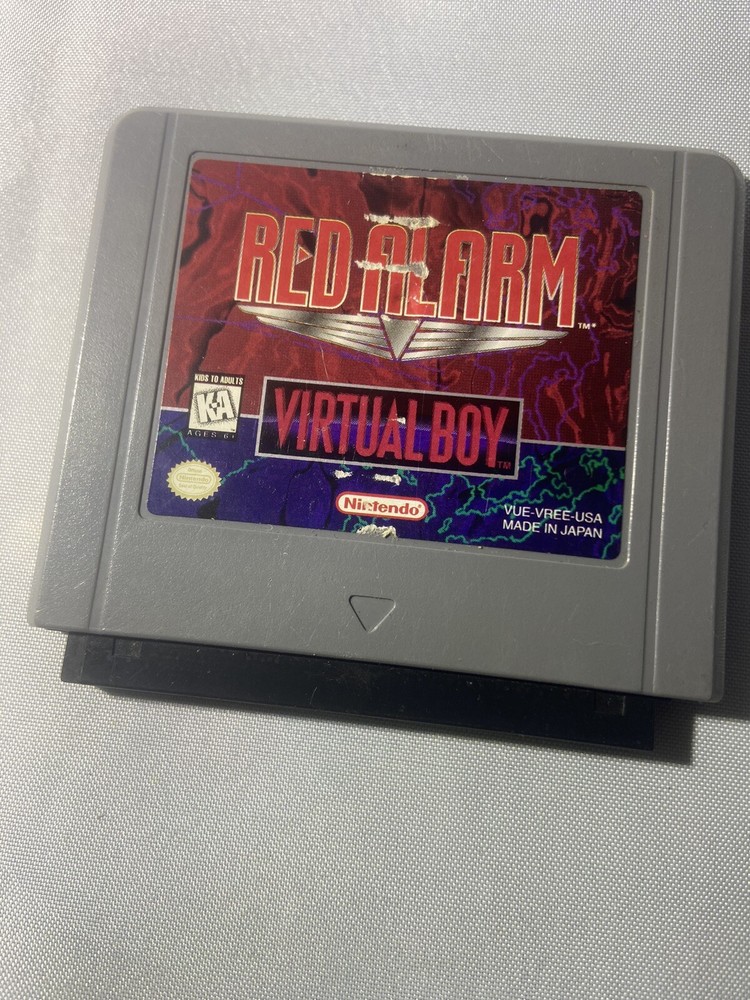 RED ALARM
™*
KIDS TO ADULTS
K-A
AGES 6+
VIRTUAL BOY
TM
Nintendo
VUE-VREE-USA
MADE IN JAPAN